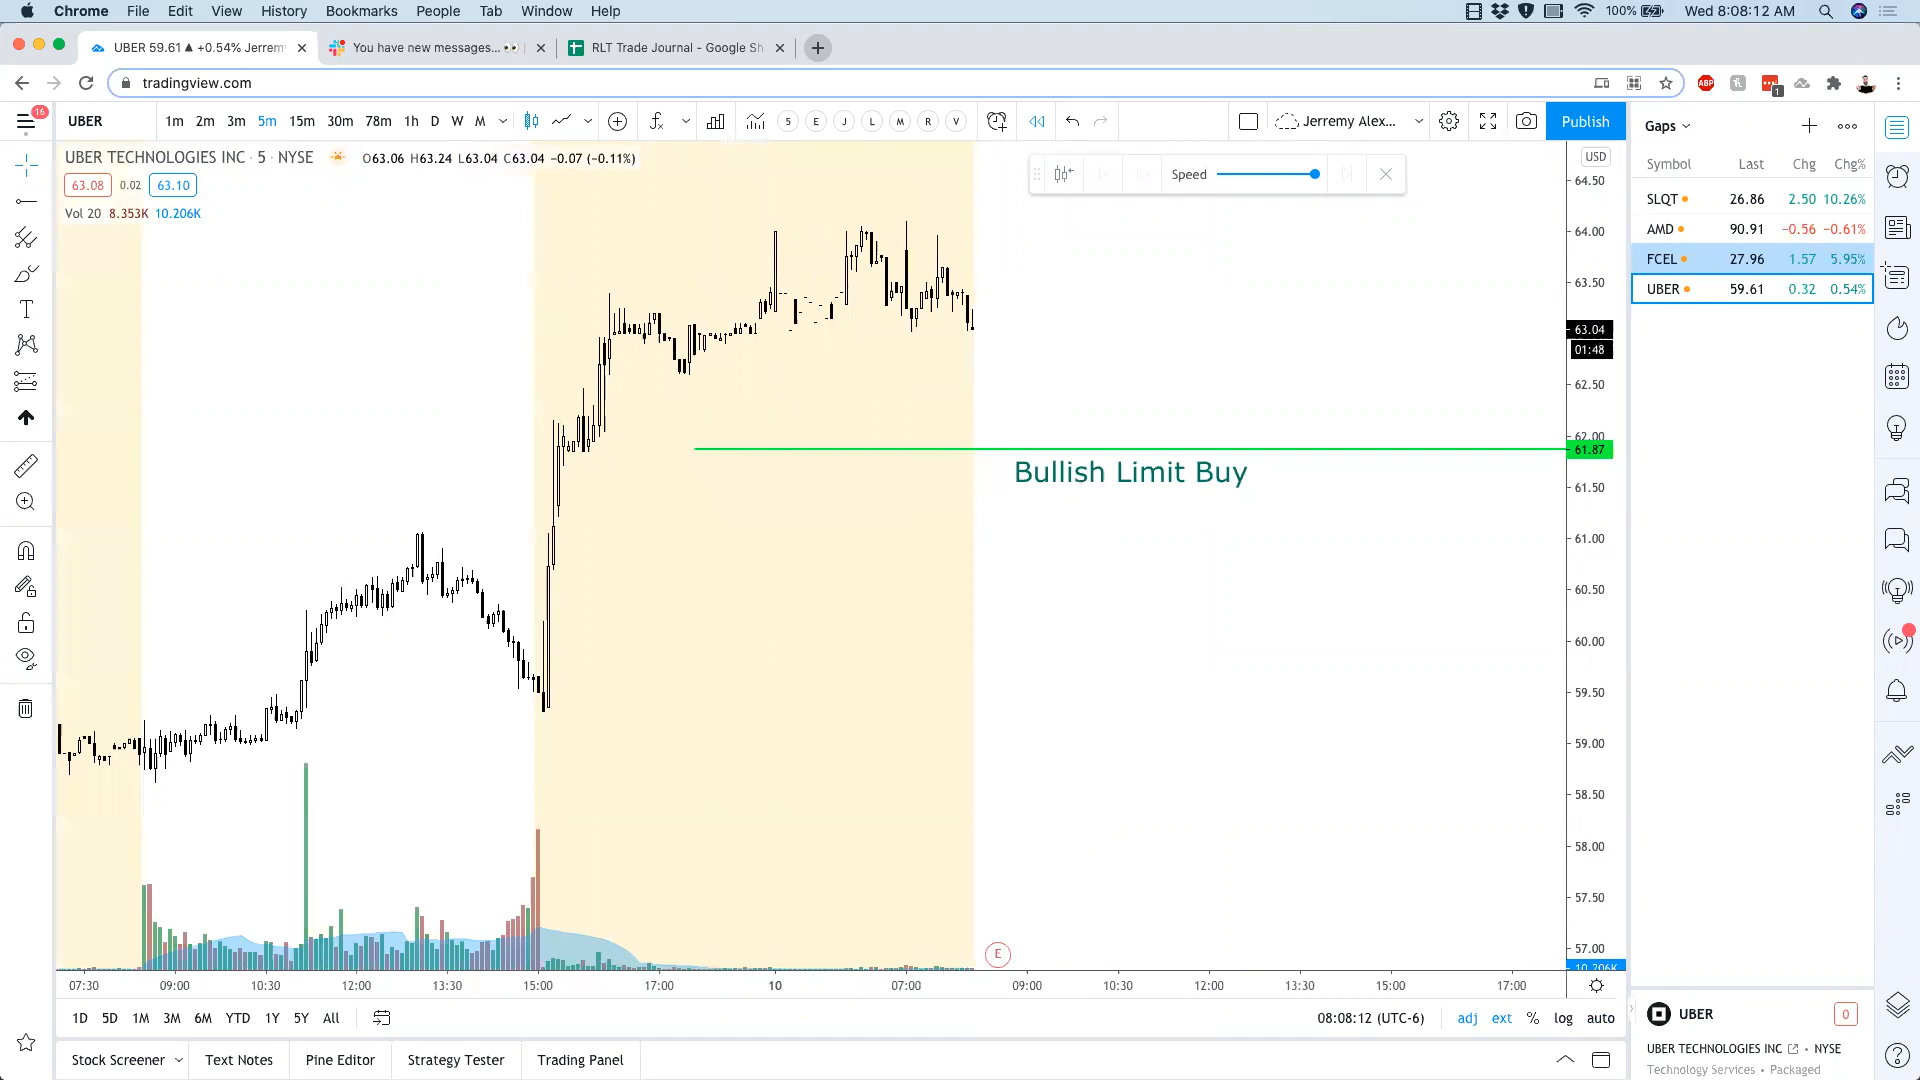 Chrome File Edit View History Bookmarks People Tab Window Help 100% Wed 8:08:12 AM
UBER 59.61 ▲ +0.54% Jerrem You have new messages... 👀 RLT Trade Journal - Google Sh
tradingview.com ABP 1
16 UBER 1m 2m 3m 5m 15m 30m 78m 1h D W M S E J L M R V Jeremy Alex... Publish
Gaps
UBER TECHNOLOGIES INC · 5 · NYSE O63.06 H63.24 L63.04 C63.04 −0.07 (−0.11%)
63.08 0.02 63.10
Vol 20 8.353K 10.206K
Speed
USD
64.50
64.00
63.50
63.04
01:48
62.50
62.00
61.87
61.50
61.00
60.50
60.00
59.50
59.00
58.50
58.00
57.50
57.00
10.206K
Bullish Limit Buy
E
07:30 09:00 10:30 12:00 13:30 15:00 17:00 10 07:00 09:00 10:30 12:00 13:30 15:00 17:00
1D 5D 1M 3M 6M YTD 1Y 5Y All 08:08:12 (UTC-6) adj ext % log auto
Stock Screener Text Notes Pine Editor Strategy Tester Trading Panel
Symbol Last Chg Chg%
SLQT 26.86 2.50 10.26%
AMD 90.91 −0.56 −0.61%
FCEL 27.96 1.57 5.95%
UBER 59.61 0.32 0.54%
UBER 0
UBER TECHNOLOGIES INC · NYSE
Technology Services • Packaged